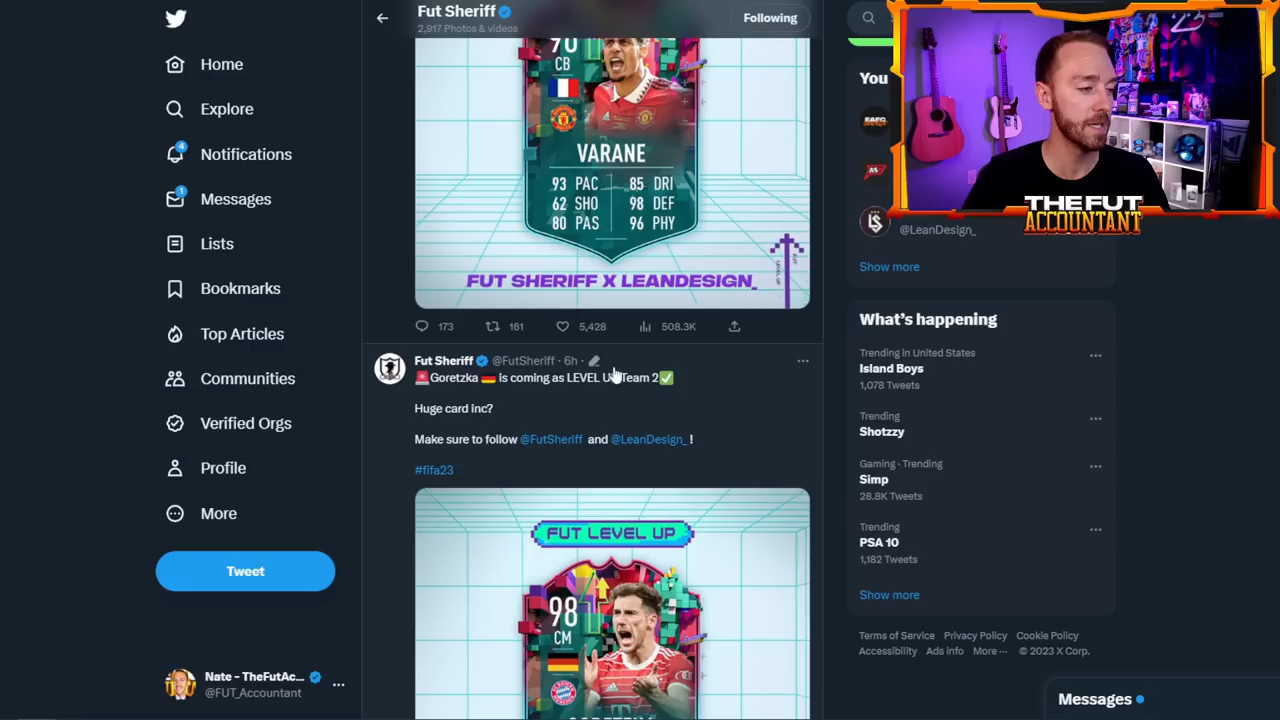 Home
Explore
4
Notifications
1
Messages
Lists
Bookmarks
Top Articles
Communities
Verified Orgs
Profile
More
Tweet
Nate - TheFutAc...
@FUT_Accountant
Fut Sheriff
2,917 Photos & videos
Following
CB
VARANE
93 PAC 85 DRI
62 SHO 98 DEF
80 PAS 96 PHY
FUT SHERIFF X LEANDESIGN_
173 161 5,428 508.3K
Fut Sheriff @FutSheriff · 6h ·
🚨Goretzka 🇩🇪 is coming as LEVEL UP Team 2✅
Huge card inc?
Make sure to follow @FutSheriff and @LeanDesign_ !
#fifa23
FUT LEVEL UP
98
CM
You
@LeanDesign_
Show more
THE FUT
ACCOUNTANT
What's happening
Trending in United States
Island Boys
1,078 Tweets
Trending
Shotzzy
Gaming · Trending
Simp
28.8K Tweets
Trending
PSA 10
1,182 Tweets
Show more
Terms of Service Privacy Policy Cookie Policy
Accessibility Ads info More ··· © 2023 X Corp.
Messages